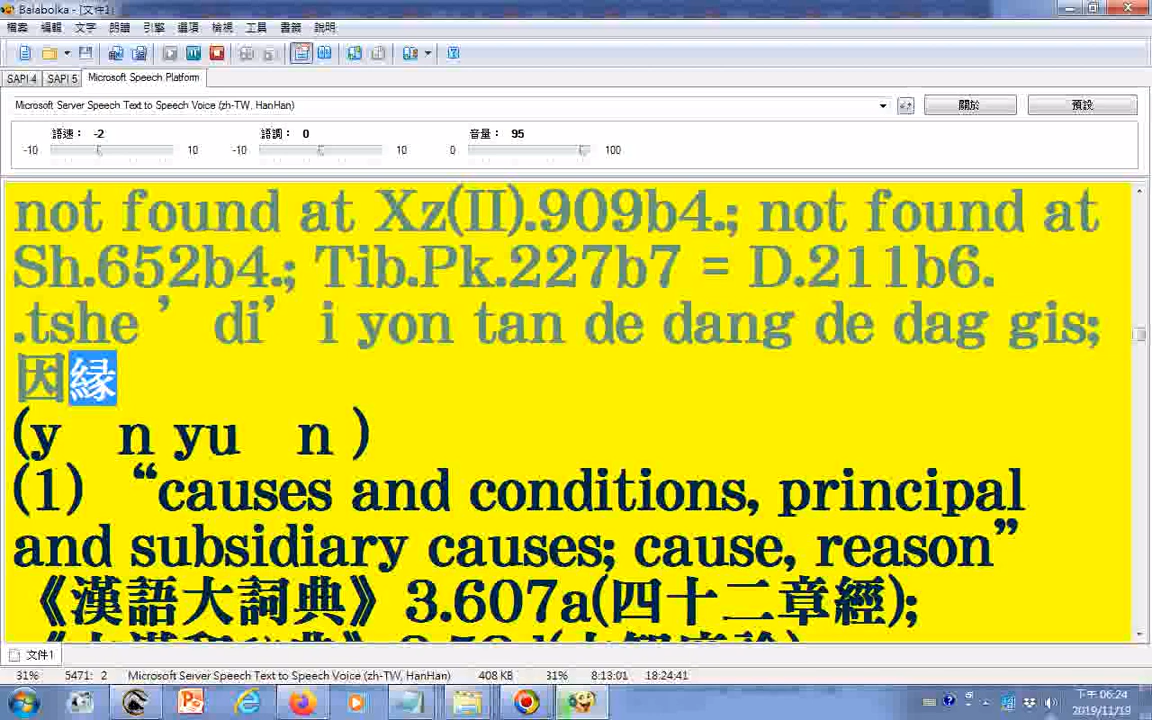 Balabolka - [文件1]
檔案 編輯 文字 朗讀 引擎 選項 檢視 工具 書籤 說明
SAPI 4 SAPI 5 Microsoft Speech Platform
Microsoft Server Speech Text to Speech Voice (zh-TW, HanHan) 關於 預設
語速： -2 語調： 0 音量： 95
-10 10 -10 10 0 100
not found at Xz(II).909b4.; not found at
Sh.652b4.; Tib.Pk.227b7 = D.211b6.
.tshe ’ di’ i yon tan de dang de dag gis;
因緣
(y n yu n )
(1) “causes and conditions, principal
and subsidiary causes; cause, reason”
《漢語大詞典》 3.607a(四十二章經);
文件1
31% 5471: 2 Microsoft Server Speech Text to Speech Voice (zh-TW, HanHan) 408 KB 31% 8:13:01 18:24:41
下午 06:24
2019/11/19